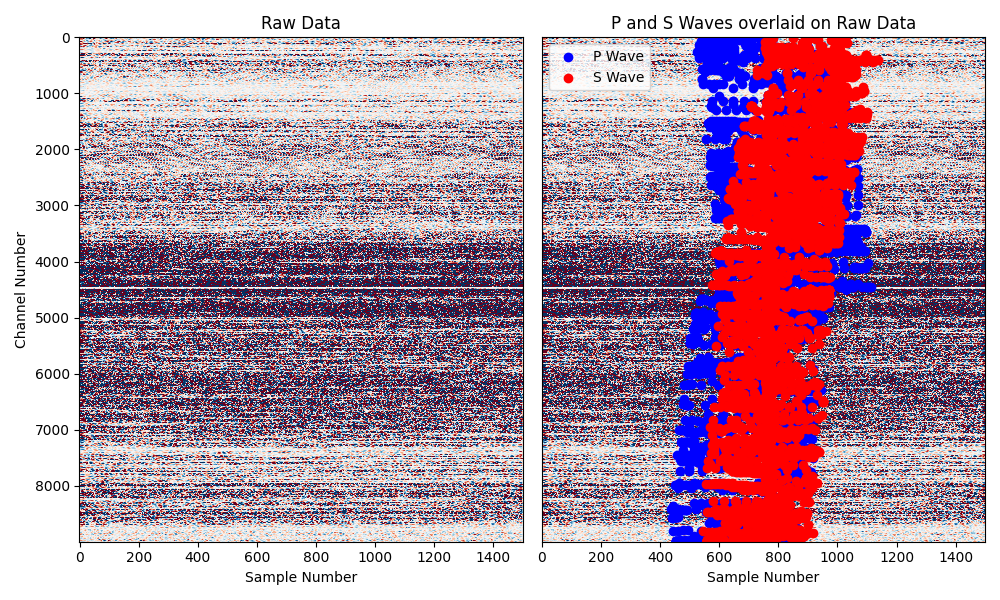 Raw Data
P and S Waves overlaid on Raw Data
P Wave
S Wave
Channel Number
0
1000
2000
3000
4000
5000
6000
7000
8000
0 200 400 600 800 1000 1200 1400
Sample Number
0 200 400 600 800 1000 1200 1400
Sample Number